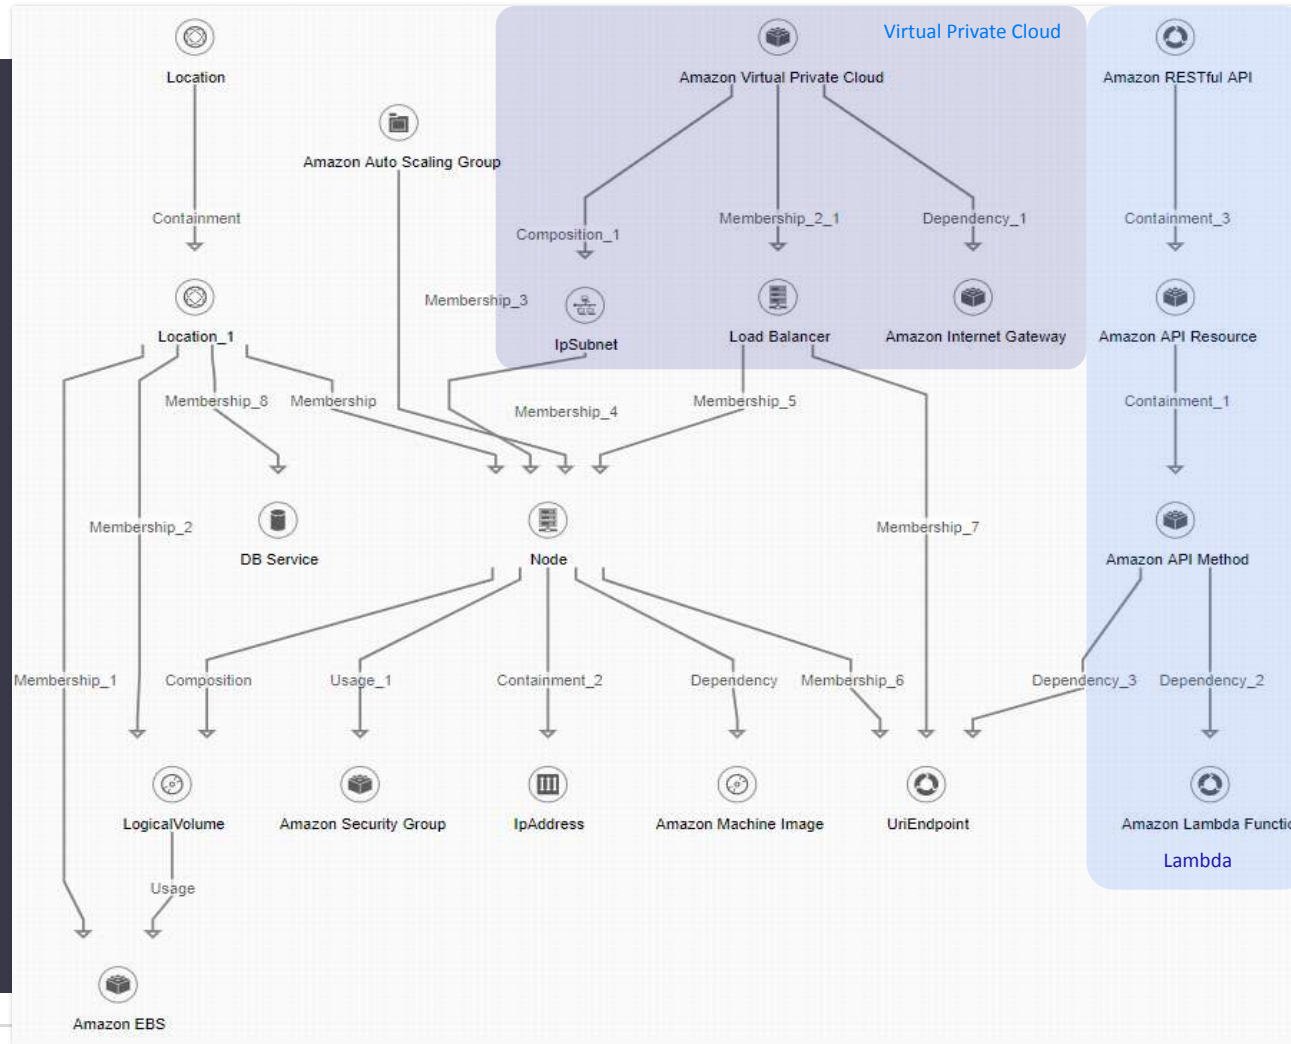 Virtual Private Cloud
Location
Amazon Virtual Private Cloud
Amazon RESTful API
Amazon Auto Scaling Group
Containment
Composition_1
Membership_2_1
Dependency_1
Containment_3
Membership_3
Location_1
IpSubnet
Load Balancer
Amazon Internet Gateway
Amazon API Resource
Membership_8
Membership
Membership_4
Membership_5
Containment_1
Membership_2
Membership_7
DB Service
Node
Amazon API Method
Membership_1
Composition
Usage_1
Containment_2
Dependency
Membership_6
Dependency_3
Dependency_2
LogicalVolume
Amazon Security Group
IpAddress
Amazon Machine Image
UriEndpoint
Amazon Lambda Functio
Lambda
Usage
Amazon EBS